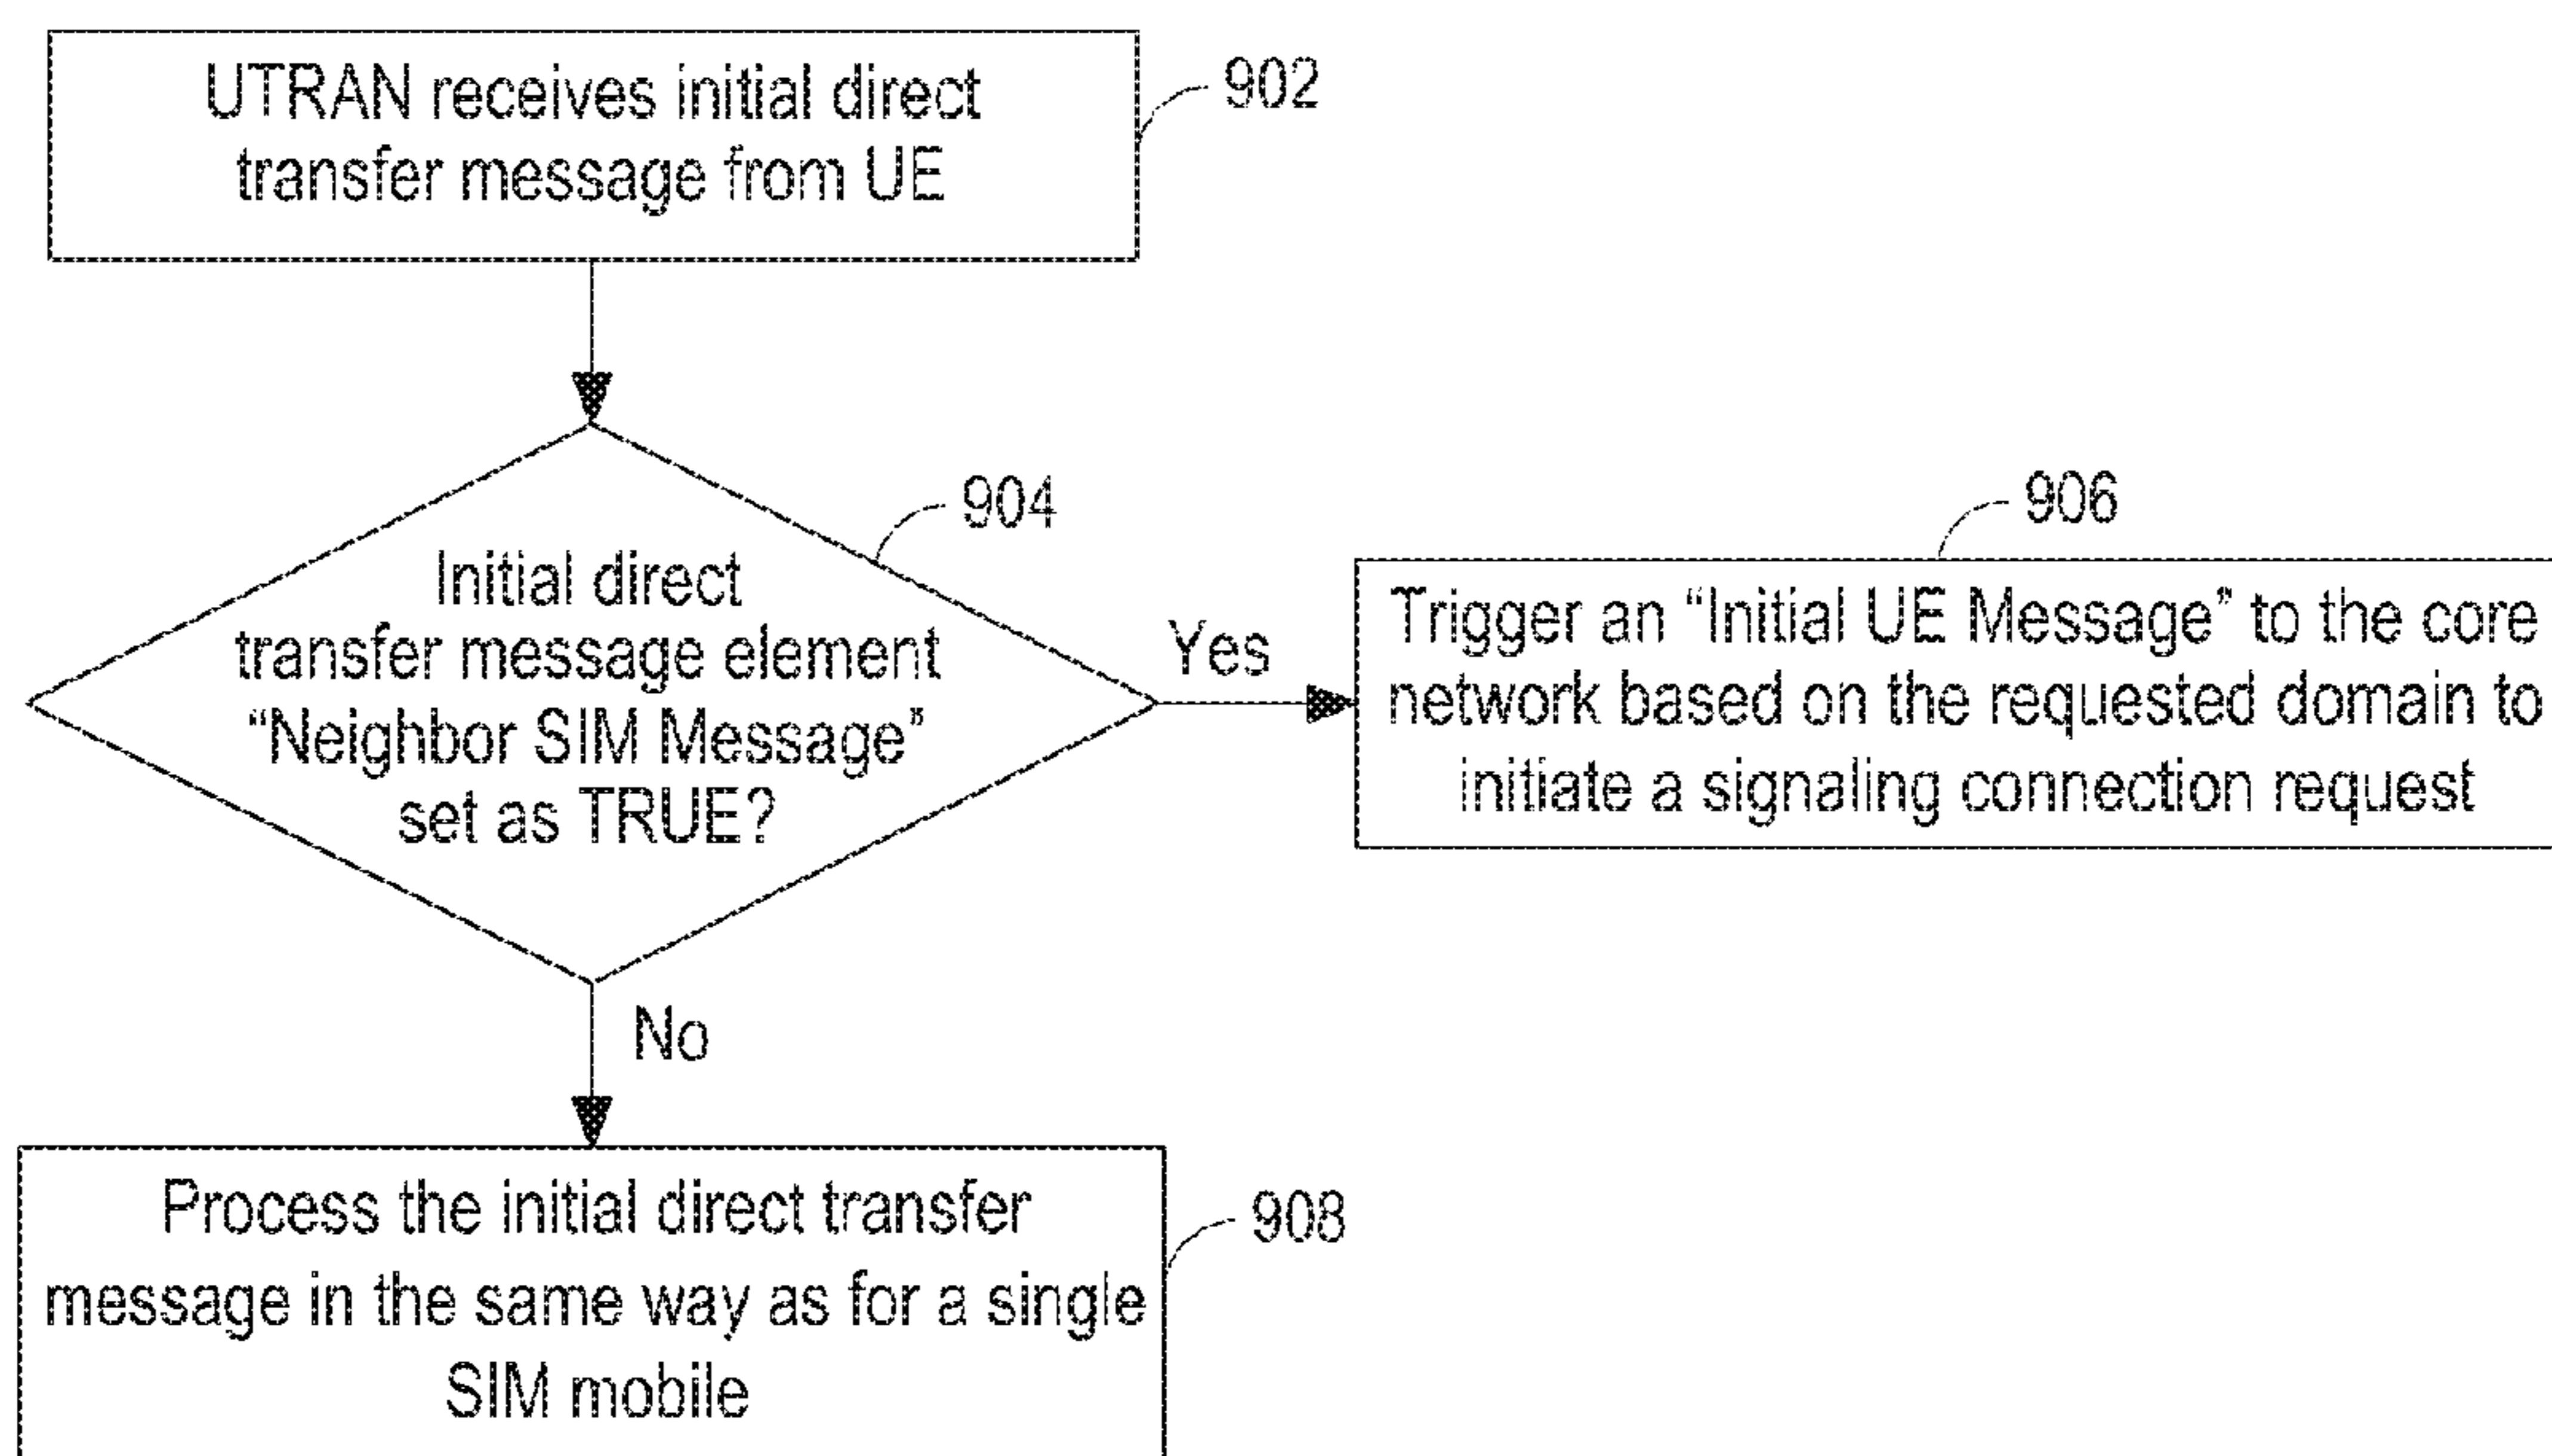 UTRAN receives initial direct
transfer message from UE
902
904
Initial direct
transfer message element
“Neighbor SIM Message”
set as TRUE?
Yes
906
Trigger an “Initial UE Message” to the core
network based on the requested domain to
initiate a signaling connection request
No
Process the initial direct transfer
message in the same way as for a single
SIM mobile
908